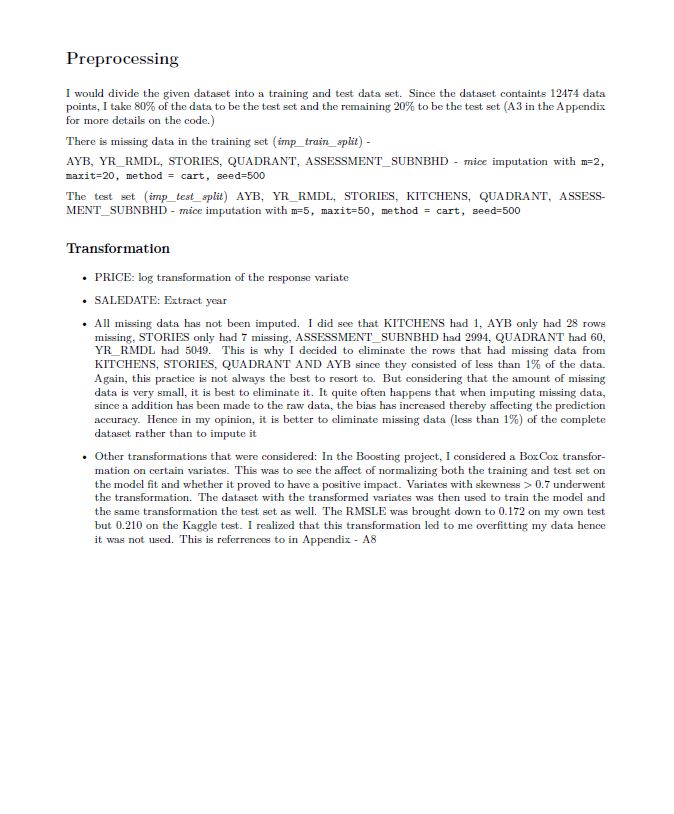 Preprocessing
I would divide the given dataset into a training and test data set. Since the dataset containts 12474 data
points, I take 80% of the data to be the test set and the remaining 20% to be the test set (A3 in the Appendix
for more details on the code.)
There is missing data in the training set (imp_train_split) -
AYB, YR_RMDL, STORIES, QUADRANT, ASSESSMENT_SUBNBHD - mice imputation with m=2,
maxit=20, method = cart, seed=500
The test set (imp_test_split) AYB, YR_RMDL, STORIES, KITCHENS, QUADRANT, ASSESS-
MENT_SUBNBHD - mice imputation with m=5, maxit=50, method = cart, seed=500
Transformation
• PRICE: log transformation of the response variate
• SALEDATE: Extract year
• All missing data has not been imputed. I did see that KITCHENS had 1, AYB only had 28 rows
missing, STORIES only had 7 missing, ASSESSMENT_SUBNBHD had 2994, QUADRANT had 60,
YR_RMDL had 5049. This is why I decided to eliminate the rows that had missing data from
KITCHENS, STORIES, QUADRANT AND AYB since they consisted of less than 1% of the data.
Again, this practice is not always the best to resort to. But considering that the amount of missing
data is very small, it is best to eliminate it. It quite often happens that when imputing missing data,
since a addition has been made to the raw data, the bias has increased thereby affecting the prediction
accuracy. Hence in my opinion, it is better to eliminate missing data (less than 1%) of the complete
dataset rather than to impute it
• Other transformations that were considered: In the Boosting project, I considered a BoxCox transfor-
mation on certain variates. This was to see the affect of normalizing both the training and test set on
the model fit and whether it proved to have a positive impact. Variates with skewness > 0.7 underwent
the transformation. The dataset with the transformed variates was then used to train the model and
the same transformation the test set as well. The RMSLE was brought down to 0.172 on my own test
but 0.210 on the Kaggle test. I realized that this transformation led to me overfitting my data hence
it was not used. This is referrences to in Appendix - A8